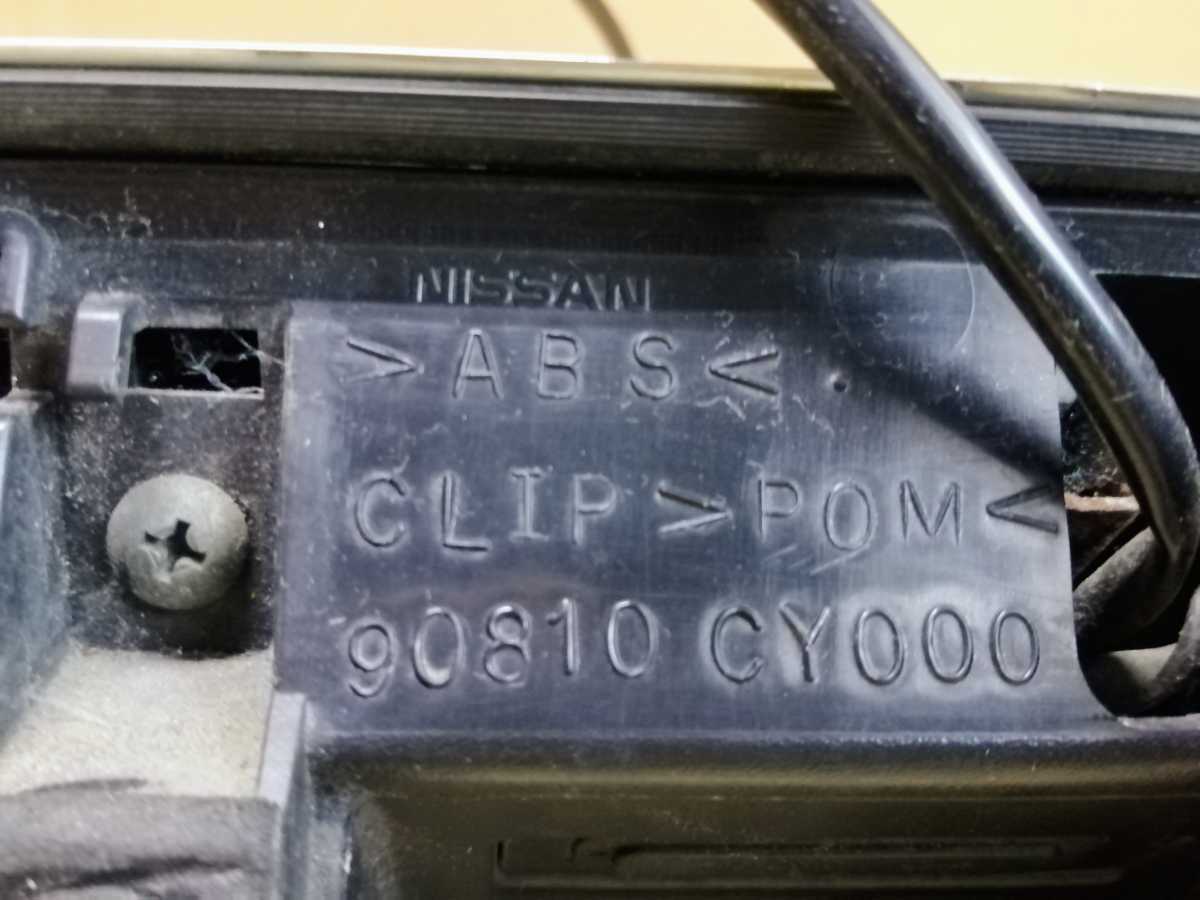 NISSAN
>ABS<
CLIP>POM<
90810 CY000